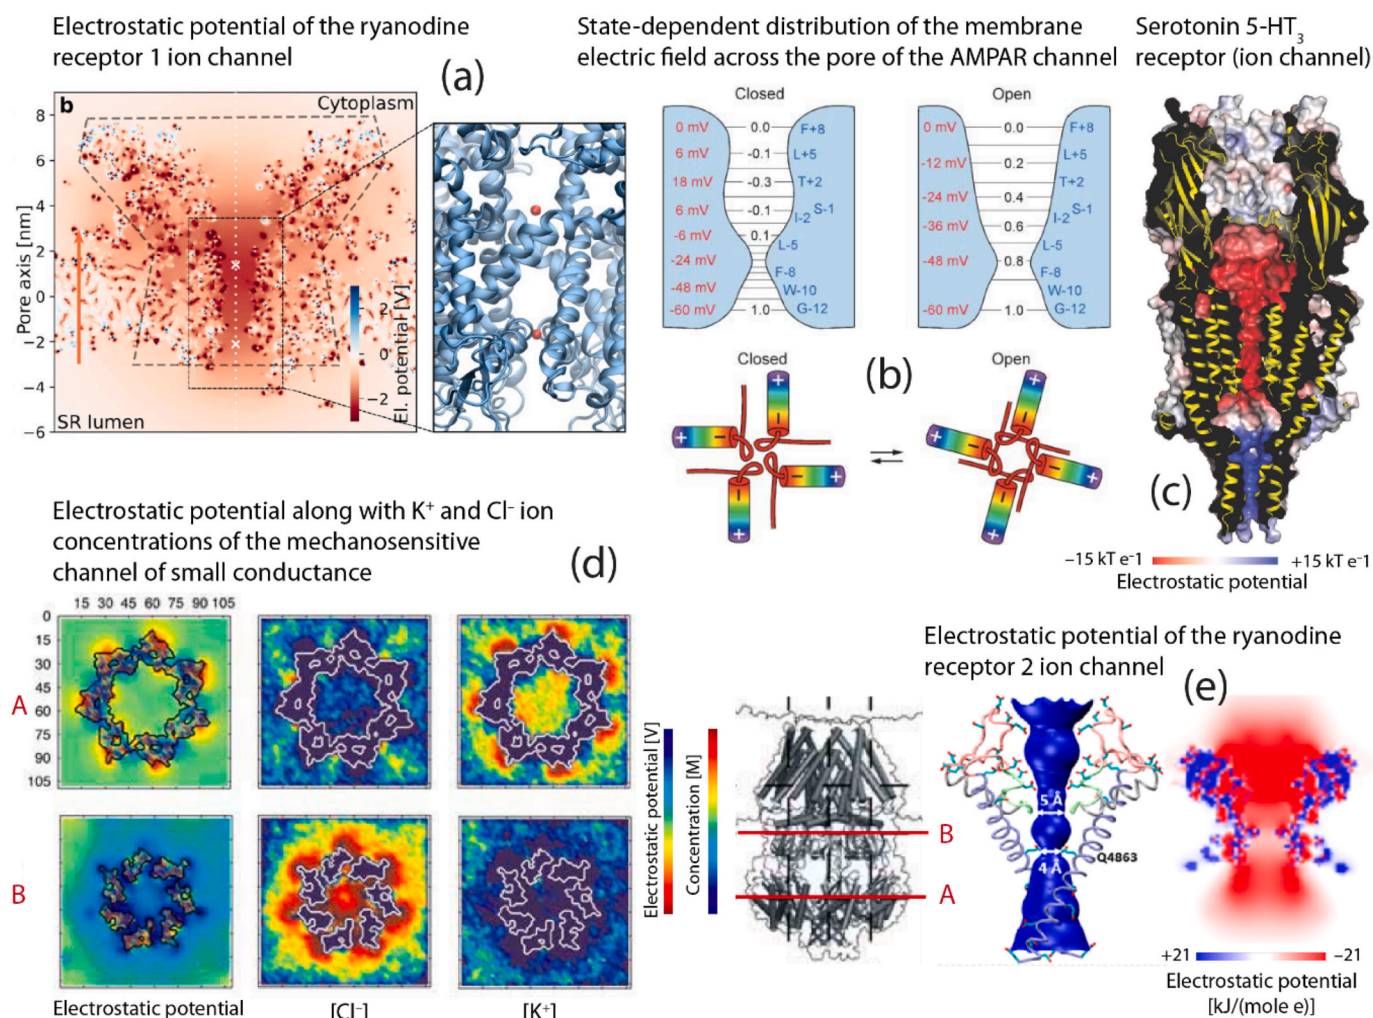 Electrostatic potential of the ryanodine
receptor 1 ion channel
(a)
b
Cytoplasm
8
6
4
2
0
−2
−4
−6
Pore axis [nm]
SR lumen
2
0
−2
El. potential [V]
State-dependent distribution of the membrane
electric field across the pore of the AMPAR channel
Closed
0 mV 0.0 F+8
6 mV -0.1 L+5
18 mV -0.3 T+2
6 mV -0.1 I-2 S-1
-6 mV 0.1 L-5
-24 mV F-8
-48 mV W-10
-60 mV 1.0 G-12
Open
0 mV 0.0 F+8
-12 mV 0.2 L+5
-24 mV 0.4 T+2
-36 mV 0.6 I-2 S-1
L-5
-48 mV 0.8 F-8
W-10
-60 mV 1.0 G-12
Closed
Open
(b)
+ − + − − + − +
+ − + − − + − +
Serotonin 5-HT3
receptor (ion channel)
(c)
−15 kT e⁻¹ +15 kT e⁻¹
Electrostatic potential
Electrostatic potential along with K⁺ and Cl⁻ ion
concentrations of the mechanosensitive
channel of small conductance
(d)
15 30 45 60 75 90 105
0
15
30
45
60
75
90
105
A
B
Electrostatic potential
[Cl⁻]
[K⁺]
Electrostatic potential [V]
Concentration [M]
B
A
Electrostatic potential of the ryanodine
receptor 2 ion channel
(e)
5 Å
4 Å
Q4863
+21 −21
Electrostatic potential
[kJ/(mole e)]